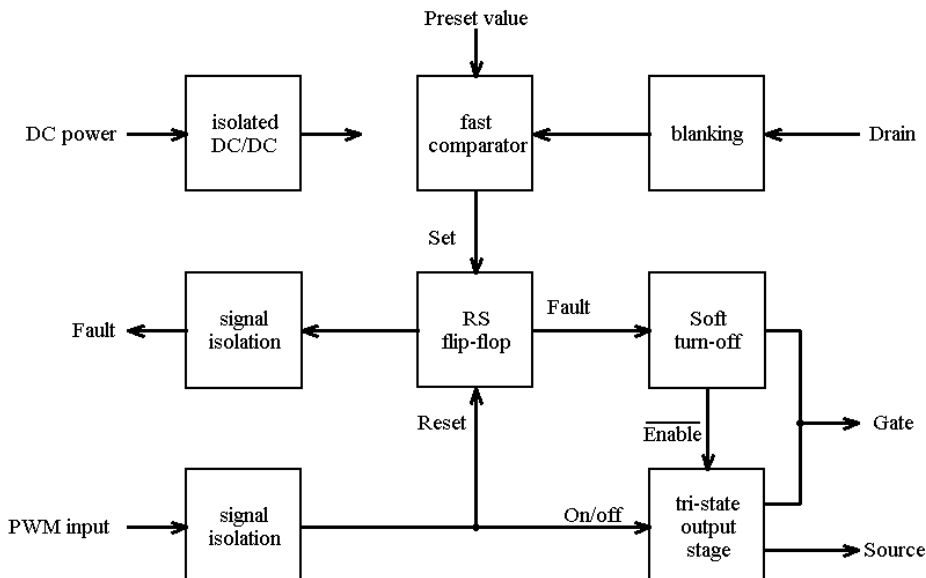 Preset value
DC power
isolated
DC/DC
fast
comparator
blanking
Drain
Set
Fault
signal
isolation
RS
flip-flop
Fault
Soft
turn-off
Reset
Enable
Gate
PWM input
signal
isolation
On/off
tri-state
output
stage
Source